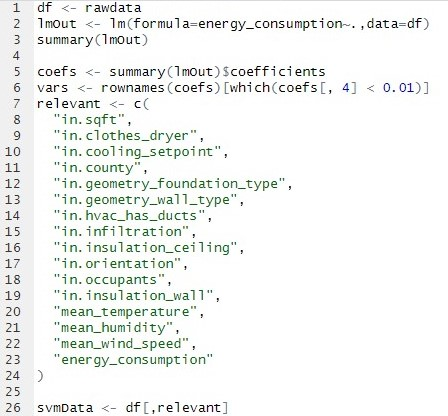 1 df <- rawdata
2 lmOut <- lm(formula=energy_consumption~.,data=df)
3 summary(lmOut)
4
5 coefs <- summary(lmOut)$coefficients
6 vars <- rownames(coefs)[which(coefs[, 4] < 0.01)]
7 relevant <- c(
8 "in.sqft",
9 "in.clothes_dryer",
10 "in.cooling_setpoint",
11 "in.county",
12 "in.geometry_foundation_type",
13 "in.geometry_wall_type",
14 "in.hvac_has_ducts",
15 "in.infiltration",
16 "in.insulation_ceiling",
17 "in.orientation",
18 "in.occupants",
19 "in.insulation_wall",
20 "mean_temperature",
21 "mean_humidity",
22 "mean_wind_speed",
23 "energy_consumption"
24 )
25
26 svmData <- df[,relevant]